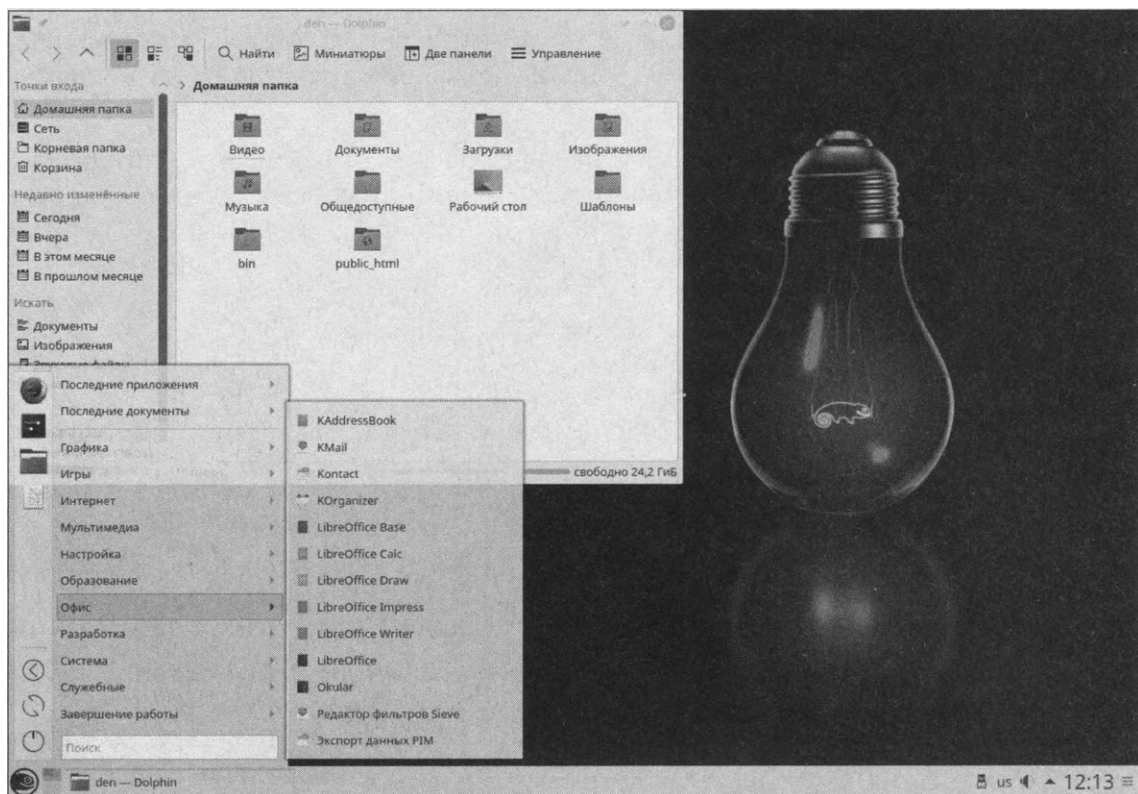 den — Dolphin
Найти Миниатюры Две панели Управление
Точки входа
Домашняя папка
Сеть
Корневая папка
Корзина
Недавно изменённые
Сегодня
Вчера
В этом месяце
В прошлом месяце
Искать
Документы
Изображения
Звуковые файлы
Домашняя папка
Видео Документы Загрузки Изображения
Музыка Общедоступные Рабочий стол Шаблоны
bin public_html
свободно 24,2 ГиБ
Последние приложения
Последние документы
Графика
Игры
Интернет
Мультимедиа
Настройка
Образование
Офис
Разработка
Система
Служебные
Завершение работы
Поиск
KAddressBook
KMail
Kontact
KOrganizer
LibreOffice Base
LibreOffice Calc
LibreOffice Draw
LibreOffice Impress
LibreOffice Writer
LibreOffice
Okular
Редактор фильтров Sieve
Экспорт данных PIM
den — Dolphin
us 12:13